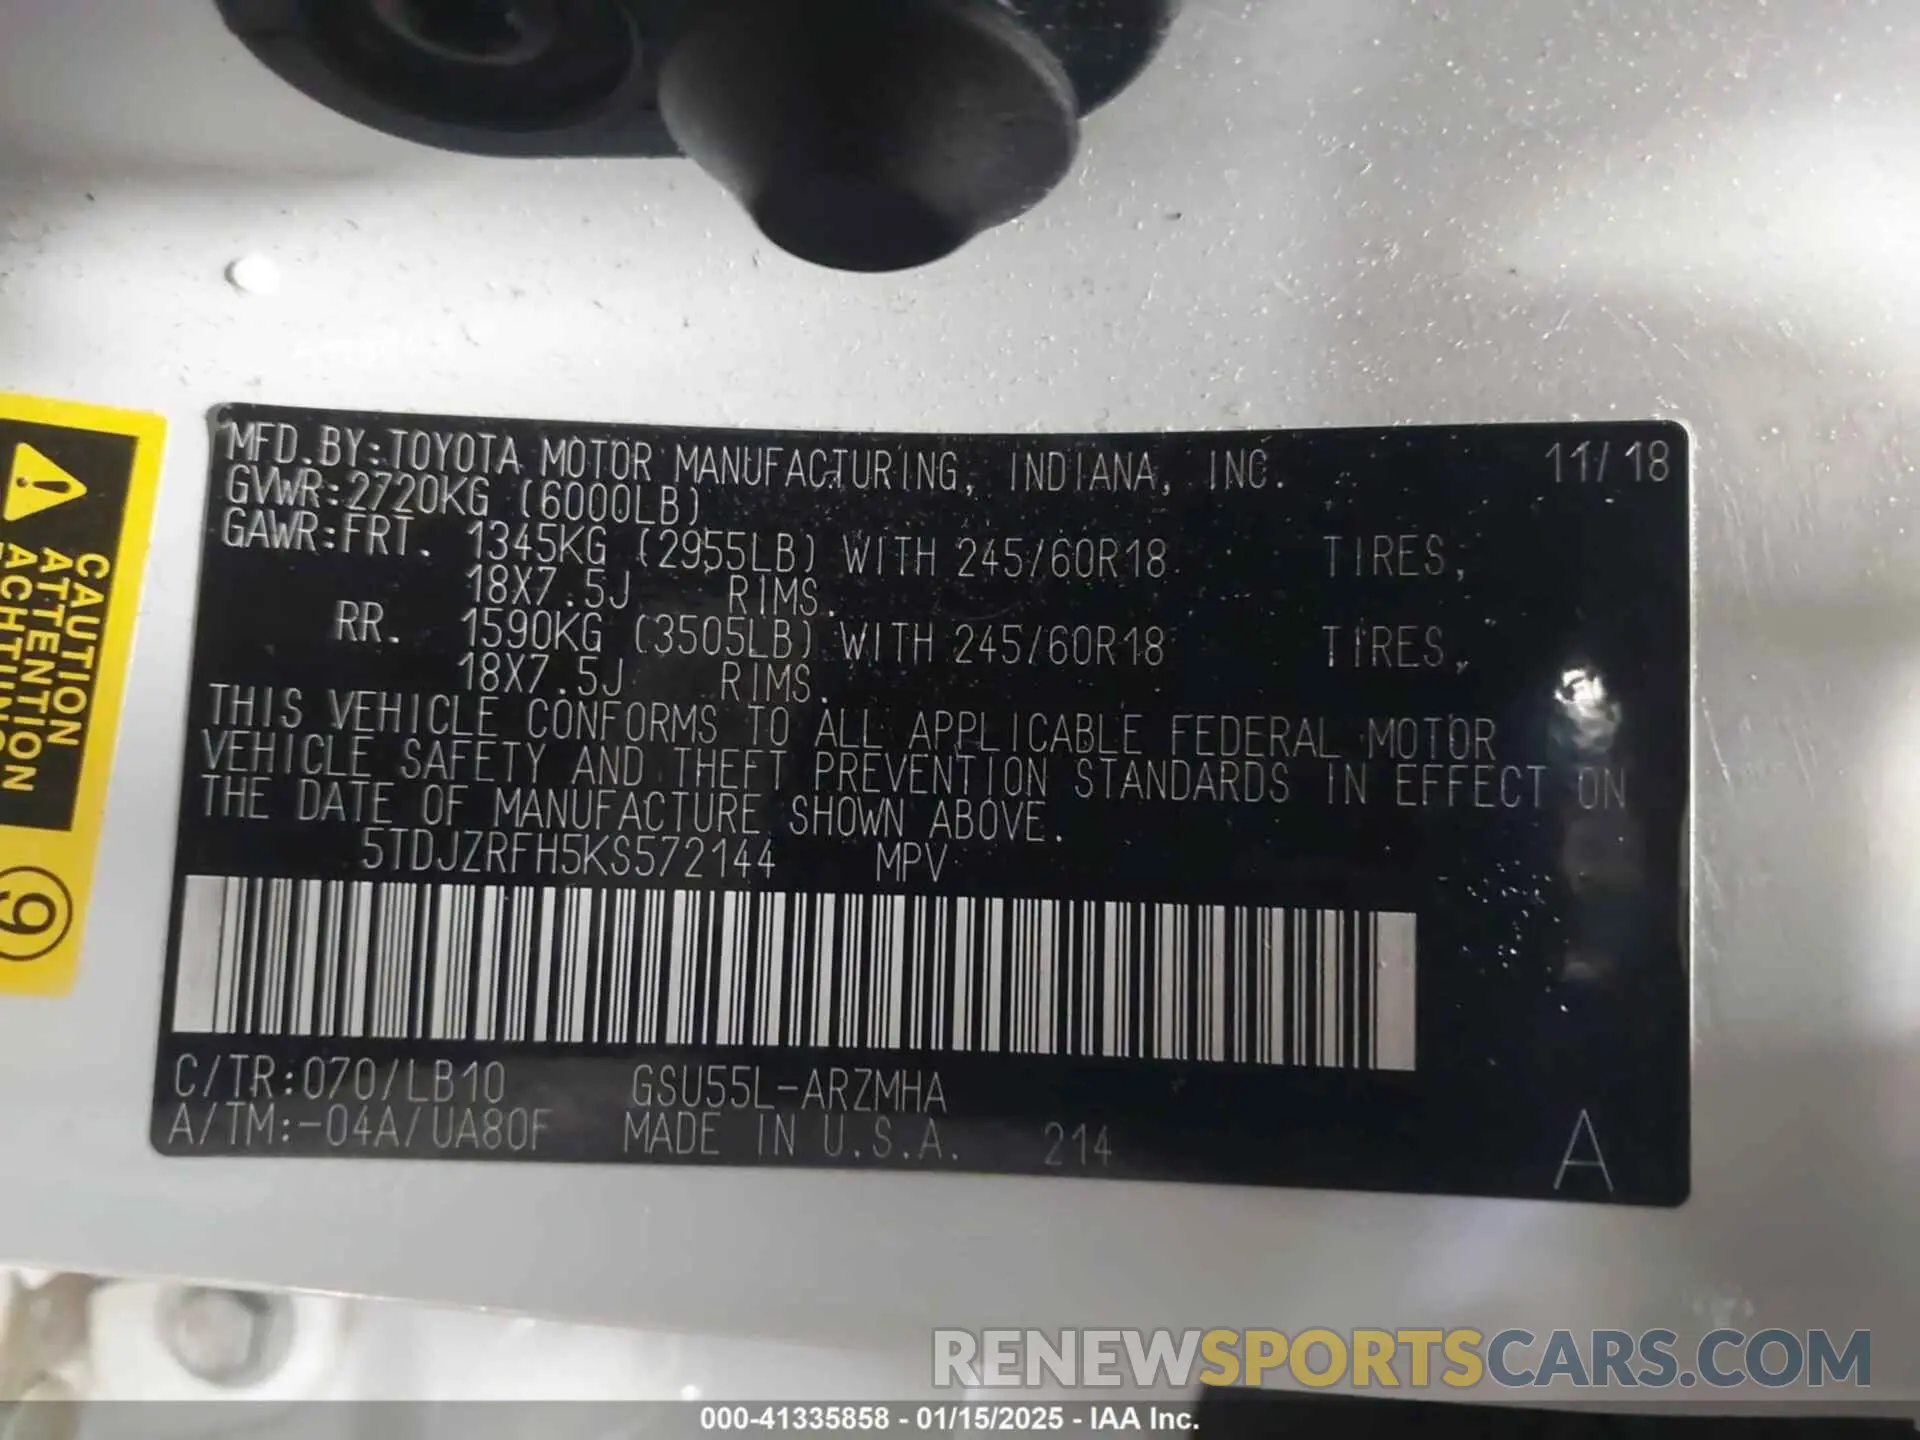 MFD.BY:TOYOTA MOTOR MANUFACTURING, INDIANA, INC. 11/18
GVWR:2720KG (6000LB)
GAWR:FRT. 1345KG (2955LB) WITH 245/60R18 TIRES,
18X7.5J RIMS.
RR. 1590KG (3505LB) WITH 245/60R18 TIRES,
18X7.5J RIMS.
THIS VEHICLE CONFORMS TO ALL APPLICABLE FEDERAL MOTOR
VEHICLE SAFETY AND THEFT PREVENTION STANDARDS IN EFFECT ON
THE DATE OF MANUFACTURE SHOWN ABOVE.
5TDJZRFH5KS572144 MPV
C/TR:070/LB10 GSU55L-ARZMHA
A/TM:-04A/UA80F MADE IN U.S.A. 214 A
CAUTION
ATTENTION
9
RENEWSPORTSCARS.COM
000-41335858 - 01/15/2025 - IAA Inc.